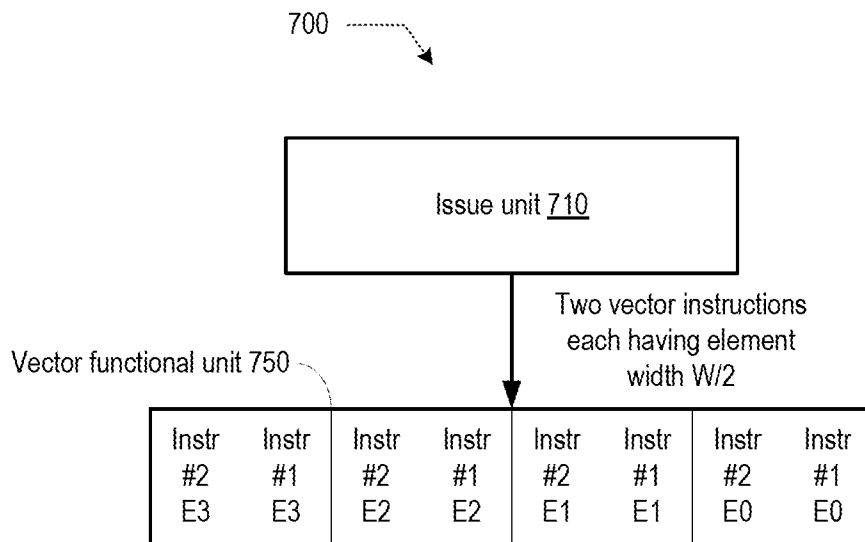 700
Issue unit 710
Two vector instructions
each having element
width W/2
Vector functional unit 750
Instr Instr Instr Instr Instr Instr Instr Instr
#2 #1 #2 #1 #2 #1 #2 #1
E3 E3 E2 E2 E1 E1 E0 E0